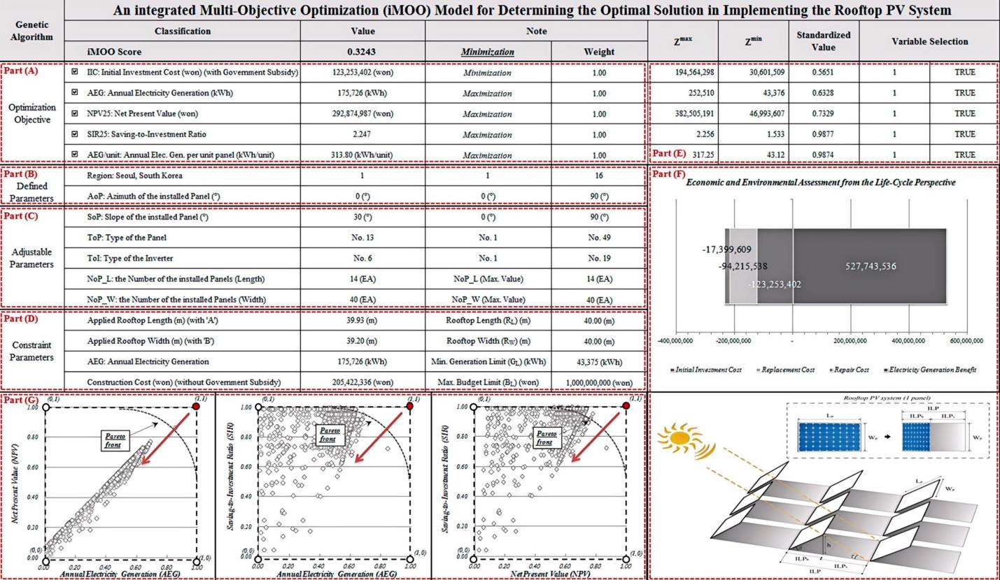 An integrated Multi-Objective Optimization (iMOO) Model for Determining the Optimal Solution in Implementing the Rooftop PV System
Genetic
Algorithm
Classification Value Note
iMOO Score 0.3243 Minimization Weight
Zmax Zmin Standardized
Value Variable Selection
Part (A)
Optimization
Objective
IIC: Initial Investment Cost (won) (with Government Subsidy) 123,253,402 (won) Minimization 1.00 194,564,298 30,601,509 0.5651 1 TRUE
AEG: Annual Electricity Generation (kWh) 175,726 (kWh) Maximization 1.00 252,510 43,376 0.6328 1 TRUE
NPV25: Net Present Value (won) 292,874,987 (won) Maximization 1.00 382,505,191 46,993,607 0.7329 1 TRUE
SIR25: Saving-to-Investment Ratio 2.247 Maximization 1.00 2.256 1.533 0.9877 1 TRUE
AEG/unit: Annual Elec. Gen. per unit panel (kWh/unit) 313.80 (kWh/unit) Maximization 1.00 Part (E) 317.25 43.12 0.9874 1 TRUE
Part (B)
Defined
Parameters
Region: Seoul, South Korea 1 1 16
AoP: Azimuth of the installed Panel (°) 0 (°) 0 (°) 90 (°)
Part (C)
Adjustable
Parameters
SoP: Slope of the installed Panel (°) 30 (°) 0 (°) 90 (°)
ToP: Type of the Panel No. 13 No. 1 No. 49
ToI: Type of the Inverter No. 6 No. 1 No. 19
NoP_L: the Number of the installed Panels (Length) 14 (EA) NoP_L (Max. Value) 14 (EA)
NoP_W: the Number of the installed Panels (Width) 40 (EA) NoP_W (Max. Value) 40 (EA)
Part (D)
Constraint
Parameters
Applied Rooftop Length (m) (with 'A') 39.93 (m) Rooftop Length (RL) (m) 40.00 (m)
Applied Rooftop Width (m) (with 'B') 39.20 (m) Rooftop Width (RW) (m) 40.00 (m)
AEG: Annual Electricity Generation 175,726 (kWh) Min. Generation Limit (GL) (kWh) 43,375 (kWh)
Construction Cost (won) (without Government Subsidy) 205,422,336 (won) Max. Budget Limit (BL) (won) 1,000,000,000 (won)
Part (F)
Economic and Environmental Assessment from the Life-Cycle Perspective
-17,399,609
-94,215,538
-123,253,402
527,743,536
-400,000,000 -200,000,000 - 200,000,000 400,000,000 600,000,000
Initial Investment Cost Replacement Cost Repair Cost Electricity Generation Benefit
Part (G)
(0,1) (1,1)
1.00
0.80
0.60
0.40
0.20
0.00
(0,0) (1,0)
Pareto
front
Net Present Value (NPV)
0.00 0.20 0.40 0.60 0.80 1.00
Annual Electricity Generation (AEG)
(0,1) (1,1)
1.00
0.80
0.60
0.40
0.20
0.00
(0,0) (1,0)
Pareto
front
Saving-to-Investment Ratio (SIR)
0.00 0.20 0.40 0.60 0.80 1.00
Annual Electricity Generation (AEG)
(0,1) (1,1)
1.00
0.80
0.60
0.40
0.20
0.00
(0,0) (1,0)
Pareto
front
Saving-to-Investment Ratio (SIR)
0.00 0.20 0.40 0.60 0.80 1.00
Net Present Value (NPV)
Rooftop PV system (1 panel)
ILP
LP ILPh ILPs
WP WP
LP
WP
h
ILPh ILPs
ILP